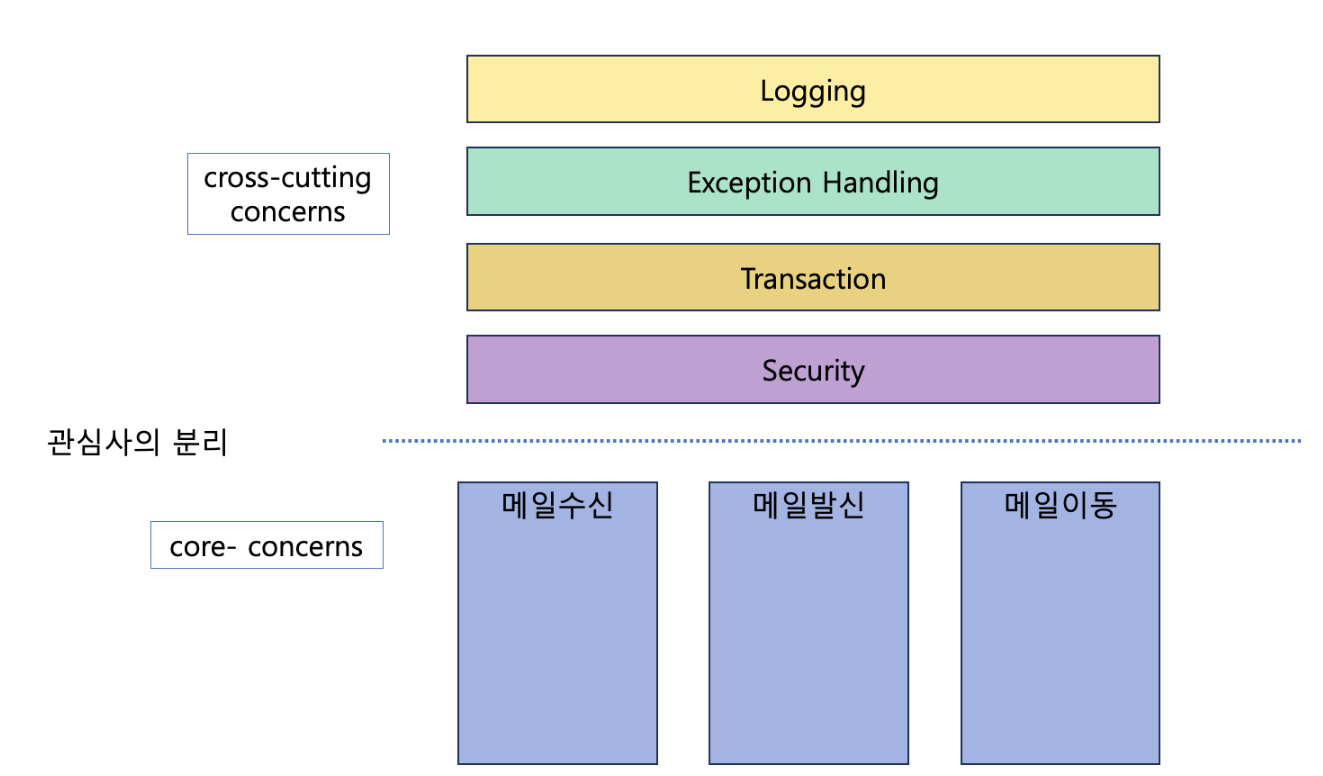 Logging
cross-cutting
concerns
Exception Handling
Transaction
Security
관심사의 분리
메일수신
메일발신
메일이동
core- concerns